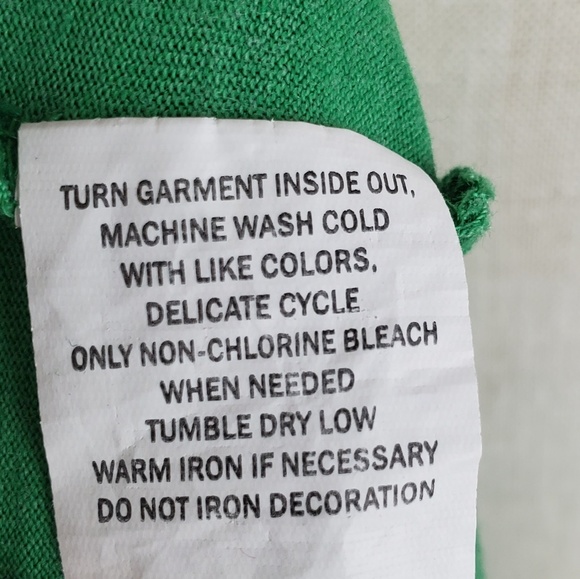 TURN GARMENT INSIDE OUT,
MACHINE WASH COLD
WITH LIKE COLORS,
DELICATE CYCLE
ONLY NON-CHLORINE BLEACH
WHEN NEEDED
TUMBLE DRY LOW
WARM IRON IF NECESSARY
DO NOT IRON DECORATION